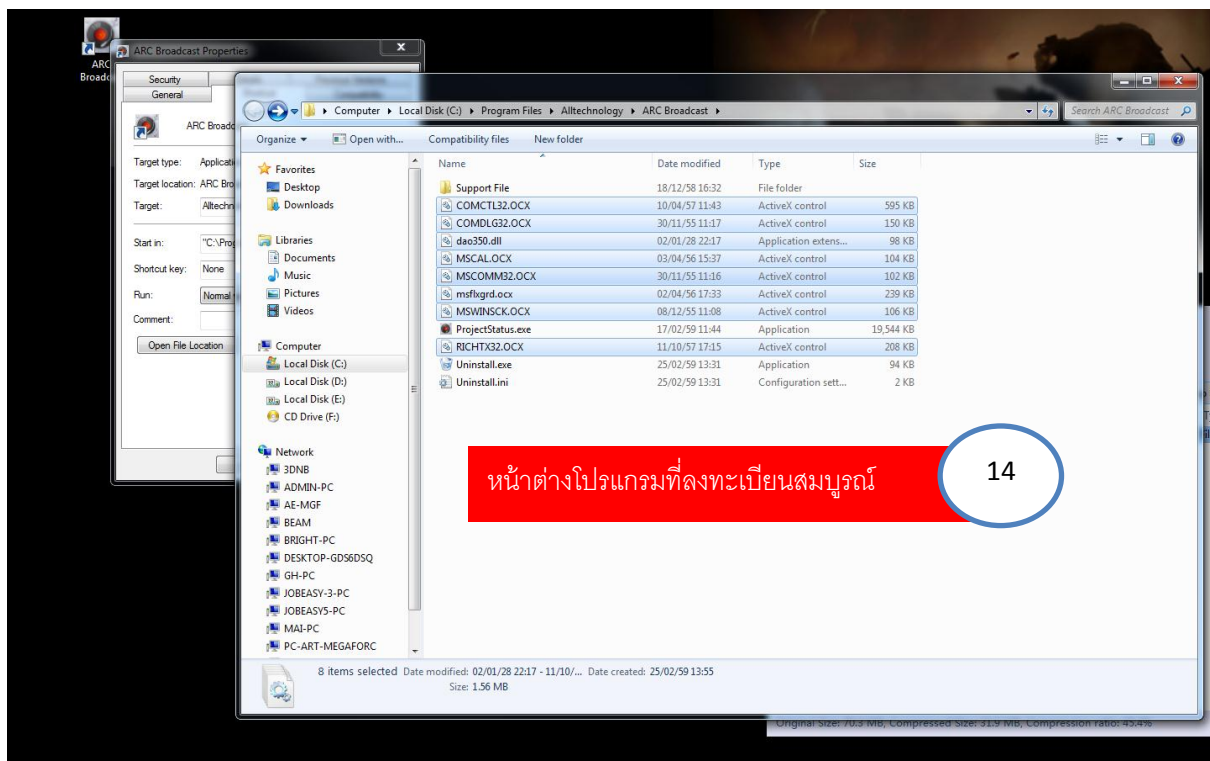 ARC
Broadc
ARC Broadcast Properties
x
Security
General
ARC Broadc
Target type: Applicati
Target location: ARC Bro
Target: Alltechn
Start in: "C:\Prog
Shortcut key: None
Run: Normal
Comment:
Open File Location
Computer Local Disk (C:) Program Files Alltechnology ARC Broadcast
Search ARC Broadcast
Organize Open with... Compatibility files New folder
Favorites
Desktop
Downloads
Libraries
Documents
Music
Pictures
Videos
Computer
Local Disk (C:)
Local Disk (D:)
Local Disk (E:)
CD Drive (F:)
Network
3DNB
ADMIN-PC
AE-MGF
BEAM
BRIGHT-PC
DESKTOP-GDS6DSQ
GH-PC
JOBEASY-3-PC
JOBEASY5-PC
MAI-PC
PC-ART-MEGAFORC
Name Date modified Type Size
Support File 18/12/58 16:32 File folder
COMCTL32.OCX 10/04/57 11:43 ActiveX control 595 KB
COMDLG32.OCX 30/11/55 11:17 ActiveX control 150 KB
dao350.dll 02/01/28 22:17 Application extens... 98 KB
MSCAL.OCX 03/04/56 15:37 ActiveX control 104 KB
MSCOMM32.OCX 30/11/55 11:16 ActiveX control 102 KB
msflxgrd.ocx 02/04/56 17:33 ActiveX control 239 KB
MSWINSCK.OCX 08/12/55 11:08 ActiveX control 106 KB
ProjectStatus.exe 17/02/59 11:44 Application 19,544 KB
RICHTX32.OCX 11/10/57 17:15 ActiveX control 208 KB
Uninstall.exe 25/02/59 13:31 Application 94 KB
Uninstall.ini 25/02/59 13:31 Configuration sett... 2 KB
หน้าต่างโปรแกรมที่ลงทะเบียนสมบูรณ์
14
8 items selected Date modified: 02/01/28 22:17 - 11/10/... Date created: 25/02/59 13:55
Size: 1.56 MB
Original Size: 70.3 MB, Compressed Size: 31.9 MB, Compression ratio: 45.4%